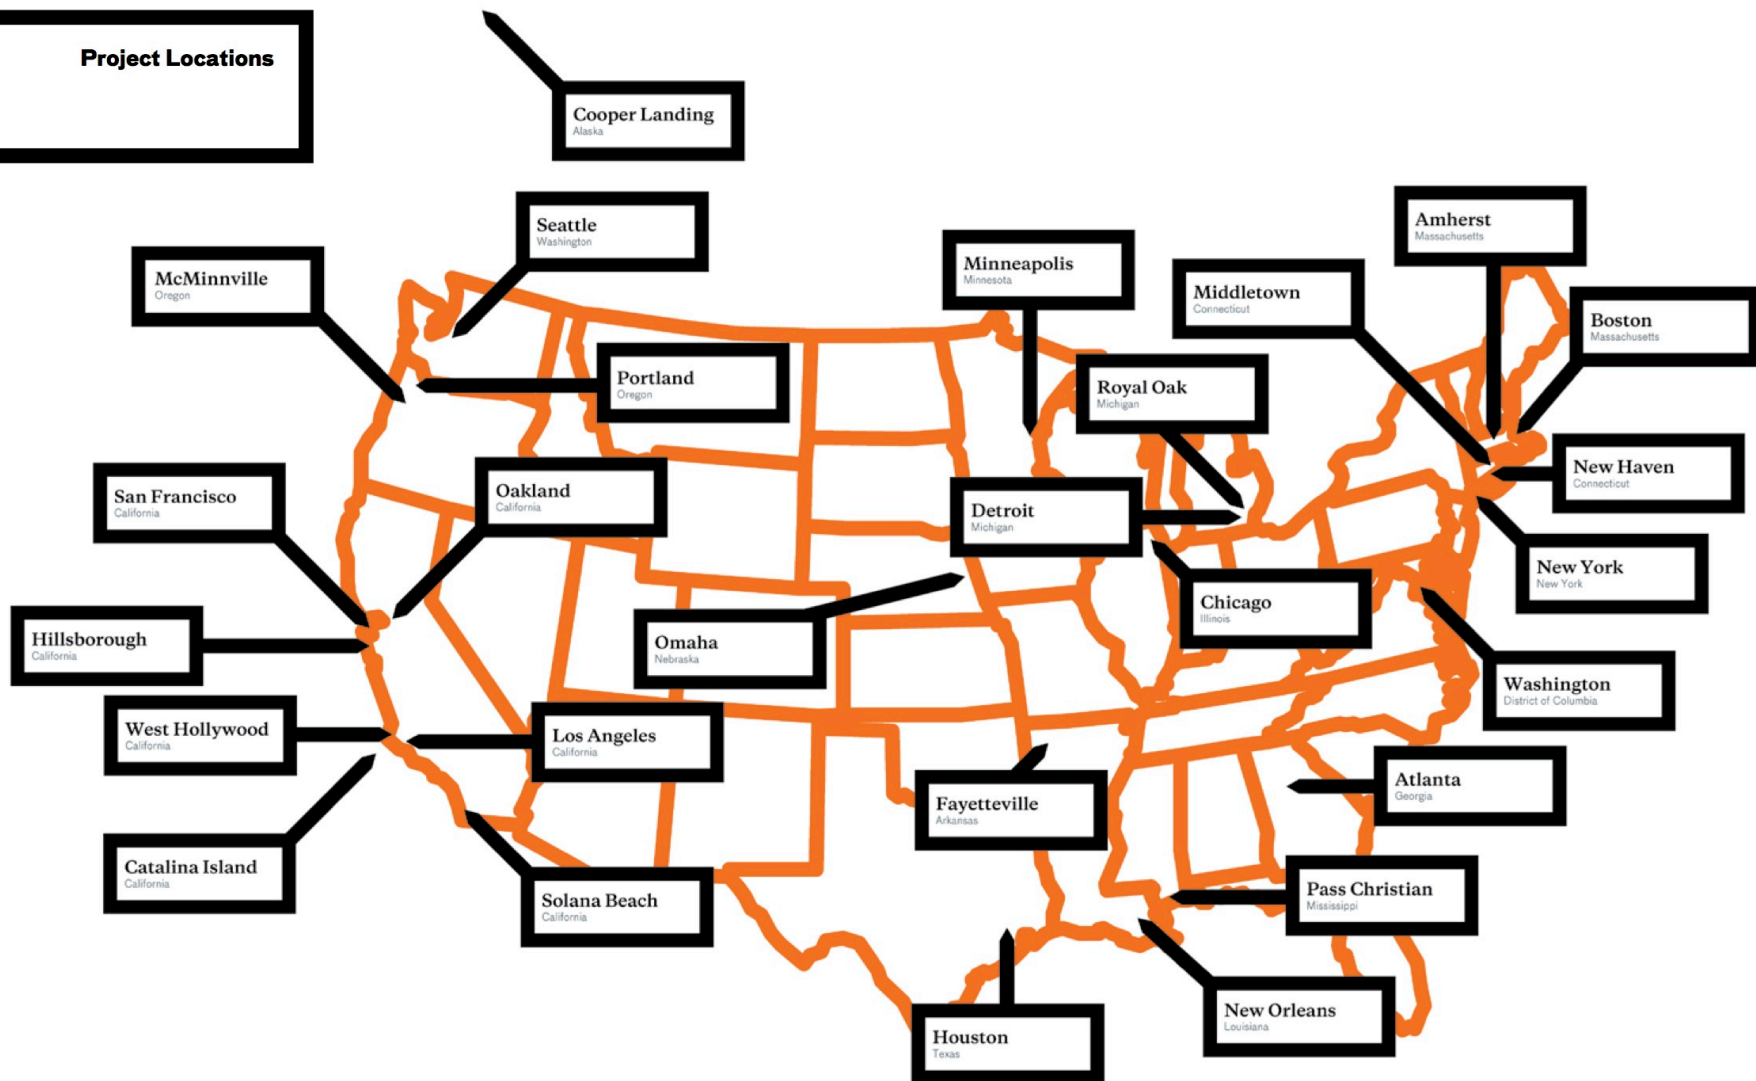 Project Locations
Cooper Landing
Alaska
Seattle
Washington
McMinnville
Oregon
Portland
Oregon
Minneapolis
Minnesota
Amherst
Massachusetts
Middletown
Connecticut
Boston
Massachusetts
Royal Oak
Michigan
San Francisco
California
Oakland
California
Detroit
Michigan
New Haven
Connecticut
New York
New York
Chicago
Illinois
Hillsborough
California
Omaha
Nebraska
Washington
District of Columbia
West Hollywood
California
Los Angeles
California
Fayetteville
Arkansas
Atlanta
Georgia
Catalina Island
California
Solana Beach
California
Pass Christian
Mississippi
New Orleans
Louisiana
Houston
Texas